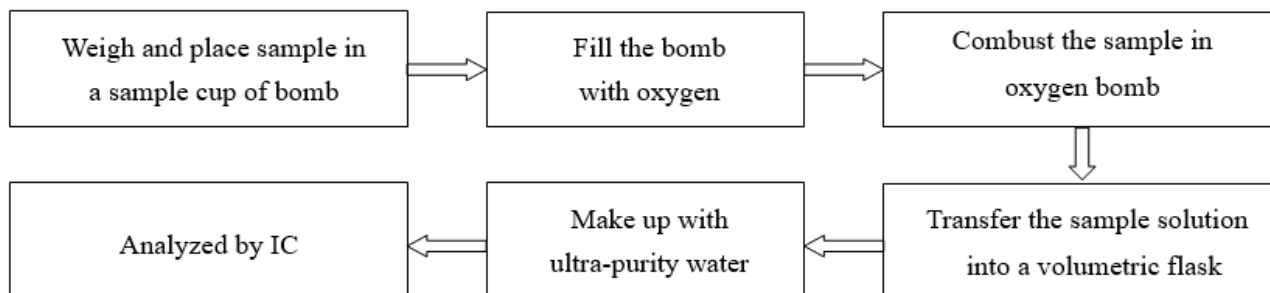 Weigh and place sample in
a sample cup of bomb
Fill the bomb
with oxygen
Combust the sample in
oxygen bomb
Transfer the sample solution
into a volumetric flask
Make up with
ultra-purity water
Analyzed by IC